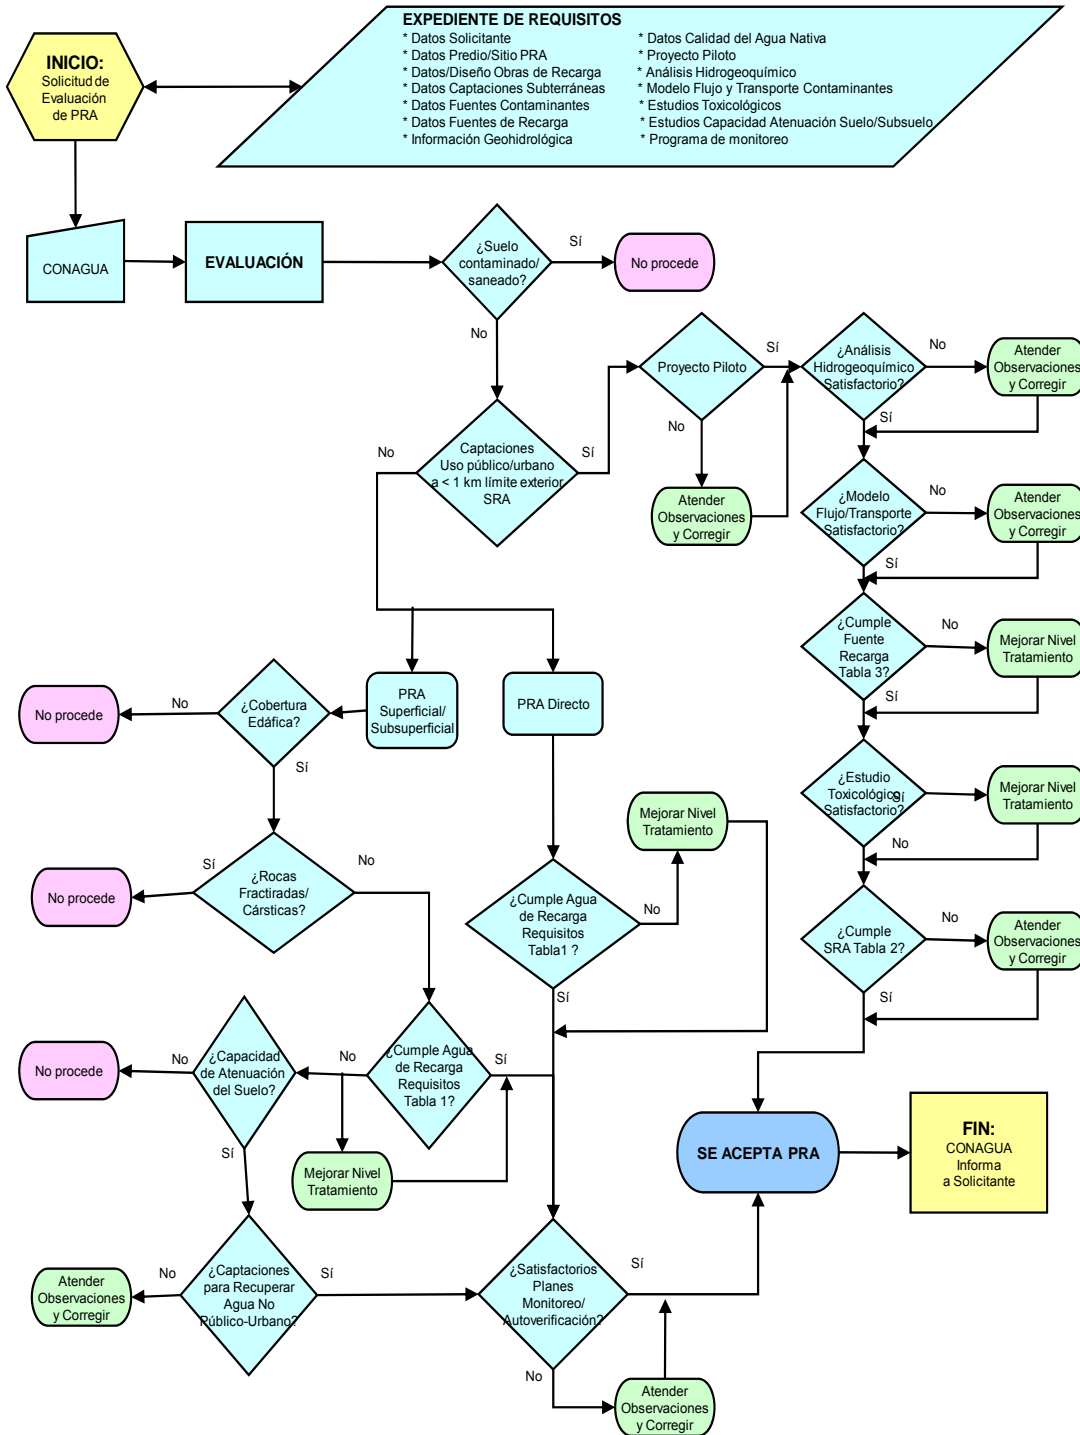 EXPEDIENTE DE REQUISITOS
* Datos Solicitante
* Datos Predio/Sitio PRA
* Datos/Diseño Obras de Recarga
* Datos Captaciones Subterráneas
* Datos Fuentes Contaminantes
* Datos Fuentes de Recarga
* Información Geohidrológica
* Datos Calidad del Agua Nativa
* Proyecto Piloto
* Análisis Hidrogeoquímico
* Modelo Flujo y Transporte Contaminantes
* Estudios Toxicológicos
* Estudios Capacidad Atenuación Suelo/Subsuelo
* Programa de monitoreo
INICIO:
Solicitud de
Evaluación
de PRA
CONAGUA
EVALUACIÓN
¿Suelo
contaminado/
saneado?
Sí
No procede
No
Captaciones
Uso público/urbano
a < 1 km límite exterior
SRA
No
Sí
Proyecto Piloto
Sí
No
Atender
Observaciones
y Corregir
¿Análisis
Hidrogeoquímico
Satisfactorio?
No
Atender
Observaciones
y Corregir
Sí
¿Modelo
Flujo/Transporte
Satisfactorio?
No
Atender
Observaciones
y Corregir
Sí
¿Cumple
Fuente
Recarga
Tabla 3?
No
Mejorar Nivel
Tratamiento
Sí
¿Estudio
Toxicológico
Satisfactorio?
Sí
Mejorar Nivel
Tratamiento
No
¿Cumple
SRA Tabla 2?
No
Atender
Observaciones
y Corregir
Sí
PRA
Superficial/
Subsuperficial
PRA Directo
¿Cobertura
Edáfica?
No
No procede
Sí
¿Rocas
Fractiradas/
Cársticas?
Sí
No procede
No
¿Cumple Agua
de Recarga
Requisitos
Tabla1 ?
No
Mejorar Nivel
Tratamiento
Sí
¿Cumple Agua
de Recarga
Requisitos
Tabla 1?
Sí
No
Mejorar Nivel
Tratamiento
¿Capacidad
de Atenuación
del Suelo?
No
No procede
Sí
¿Captaciones
para Recuperar
Agua No
Público-Urbano?
No
Atender
Observaciones
y Corregir
Sí
¿Satisfactorios
Planes
Monitoreo/
Autoverificación?
Sí
No
Atender
Observaciones
y Corregir
SE ACEPTA PRA
FIN:
CONAGUA
Informa
a Solicitante